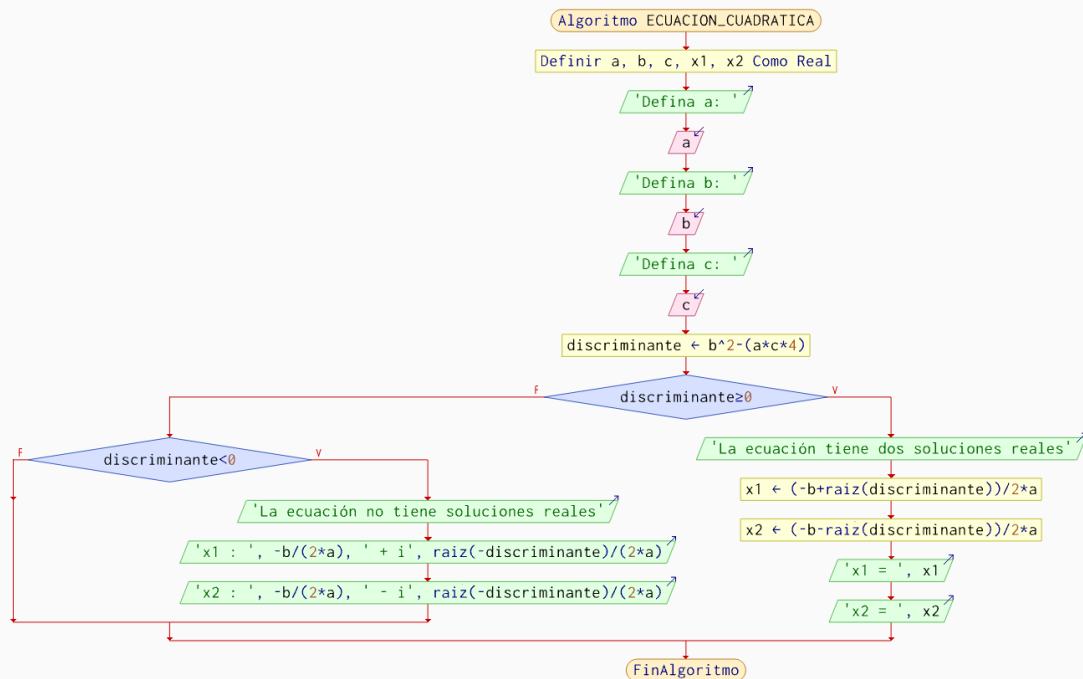 Algoritmo ECUACION_CUADRATICA
Definir a, b, c, x1, x2 Como Real
'Defina a: '
a
'Defina b: '
b
'Defina c: '
c
discriminante ← b^2-(a*c*4)
F
discriminante≥0
V
F
discriminante<0
V
'La ecuación no tiene soluciones reales'
'x1 : ', -b/(2*a), ' + i', raiz(-discriminante)/(2*a)
'x2 : ', -b/(2*a), ' - i', raiz(-discriminante)/(2*a)
'La ecuación tiene dos soluciones reales'
x1 ← (-b+raiz(discriminante))/2*a
x2 ← (-b-raiz(discriminante))/2*a
'x1 = ', x1
'x2 = ', x2
FinAlgoritmo